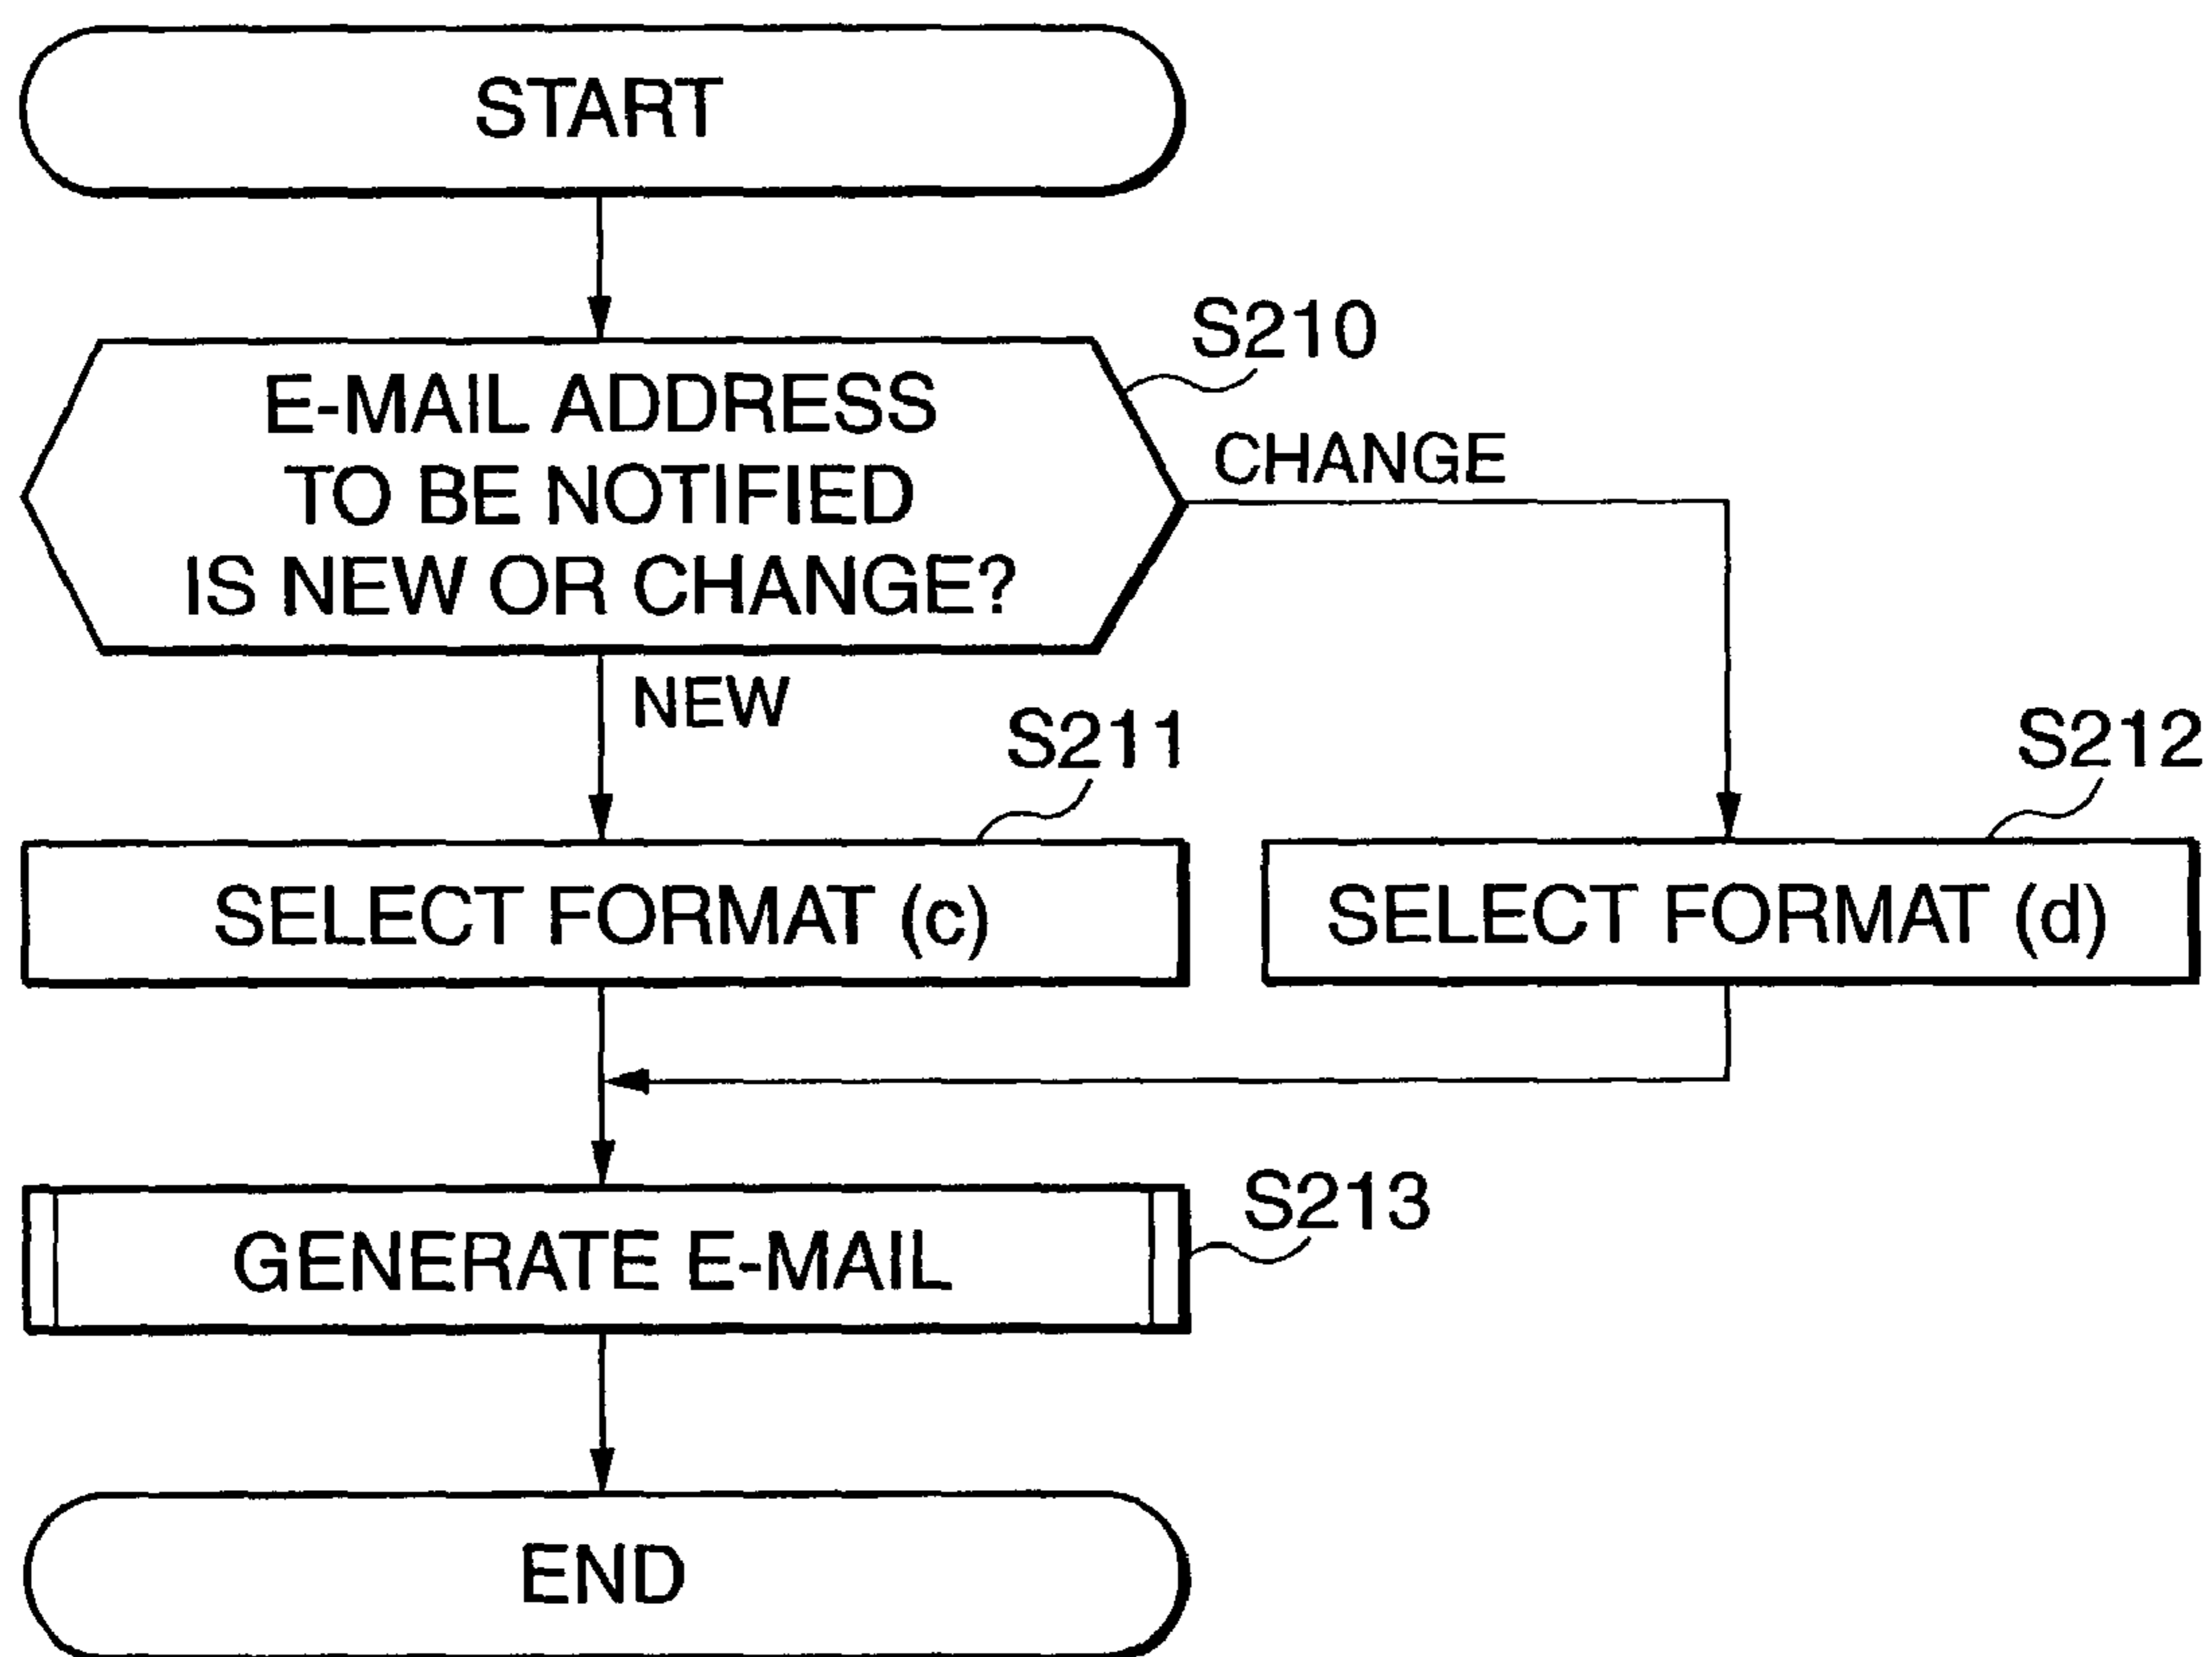 START
S210
E-MAIL ADDRESS
TO BE NOTIFIED
IS NEW OR CHANGE?
CHANGE
NEW
S211
S212
SELECT FORMAT (c)
SELECT FORMAT (d)
S213
GENERATE E-MAIL
END